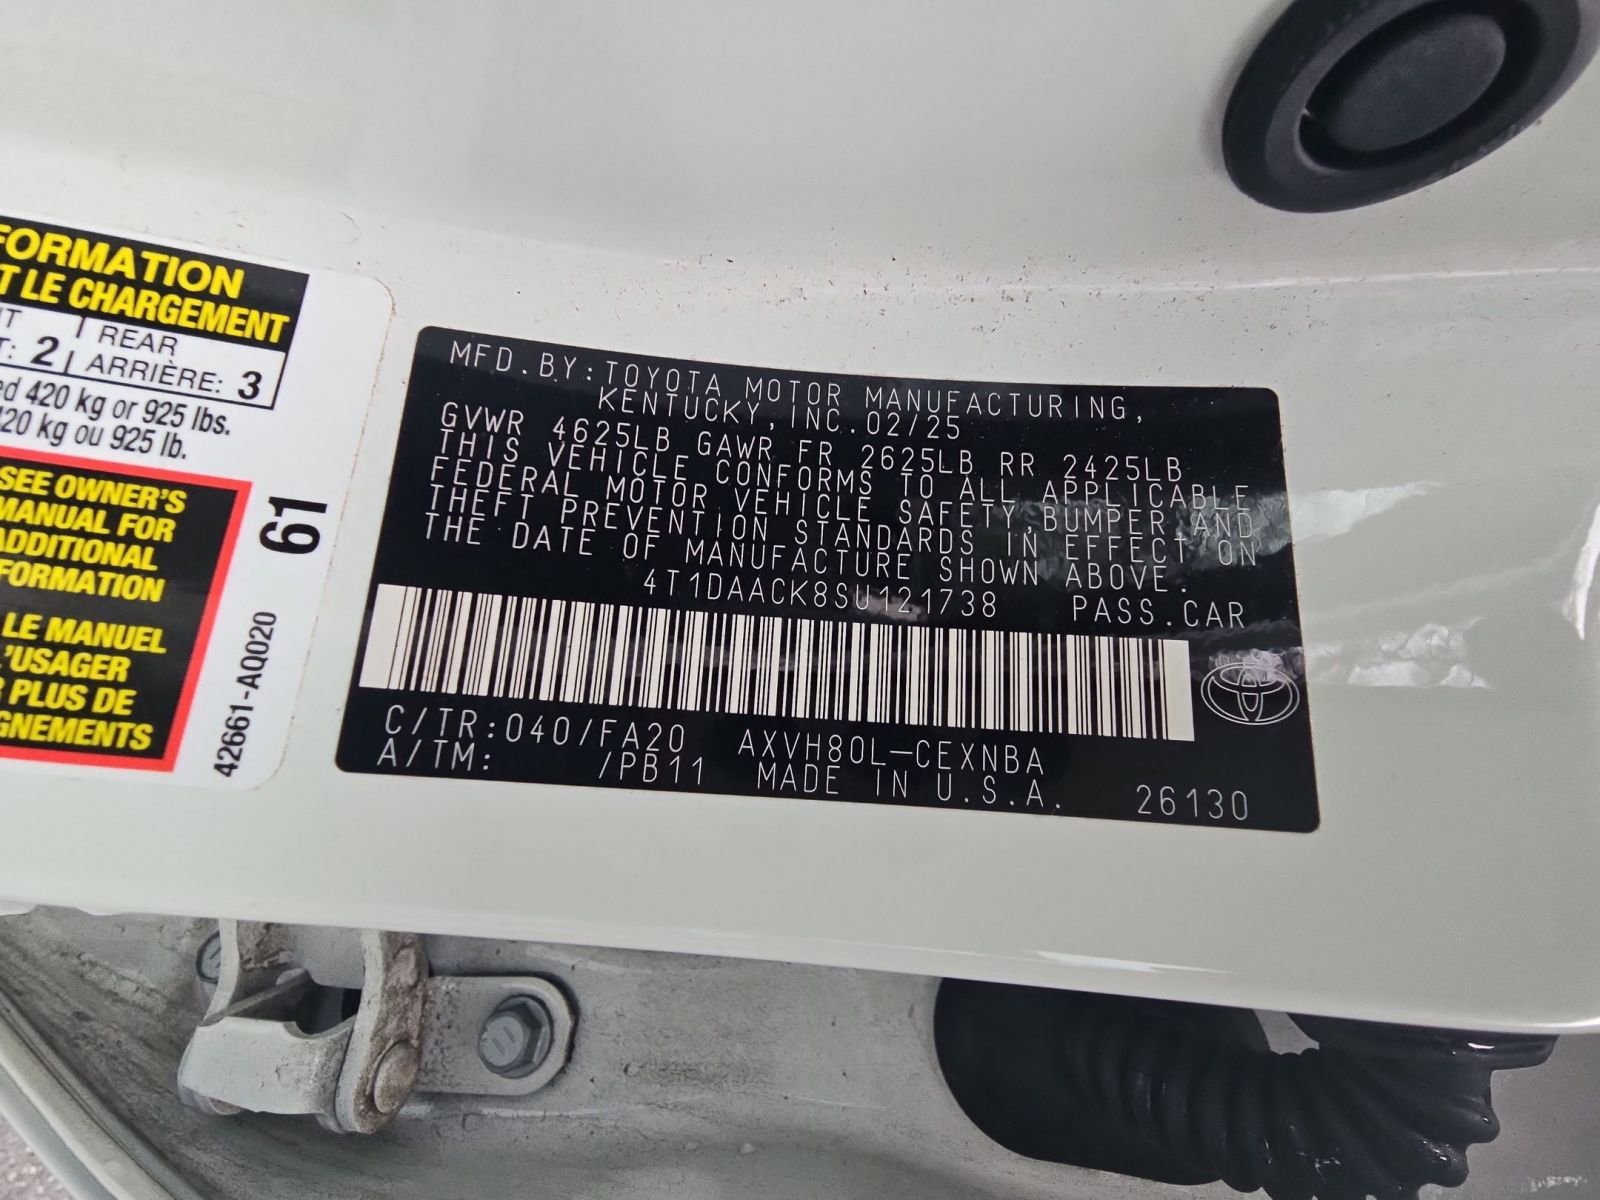 FORMATION
T LE CHARGEMENT
REAR
2 ARRIÈRE: 3
420 kg or 925 lbs.
420 kg ou 925 lb.
SEE OWNER'S
MANUAL FOR
ADDITIONAL
FORMATION
LE MANUEL
L'USAGER
PLUS DE
GNEMENTS
61
42661-AQ020
MFD.BY:TOYOTA MOTOR MANUFACTURING,
KENTUCKY,INC.02/25
GVWR 4625LB GAWR FR 2625LB RR 2425LB
THIS VEHICLE CONFORMS TO ALL APPLICABLE
FEDERAL MOTOR VEHICLE SAFETY,BUMPER,AND
THEFT PREVENTION STANDARDS IN EFFECT ON
THE DATE OF MANUFACTURE SHOWN ABOVE.
4T1DAACK8SU121738 PASS.CAR
C/TR:040/FA20 AXVH80L-CEXNBA
A/TM: /PB11 MADE IN U.S.A. 26130